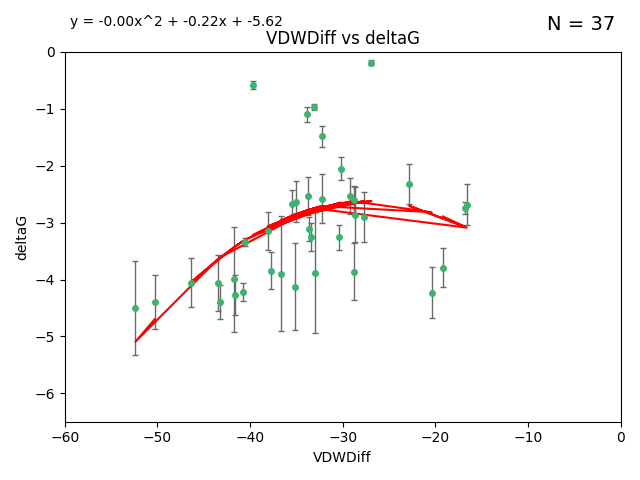 y = -0.00x^2 + -0.22x + -5.62
N = 37
VDWDiff vs deltaG
0
−1
−2
−3
−4
−5
−6
deltaG
−60
−50
−40
−30
−20
−10
0
VDWDiff